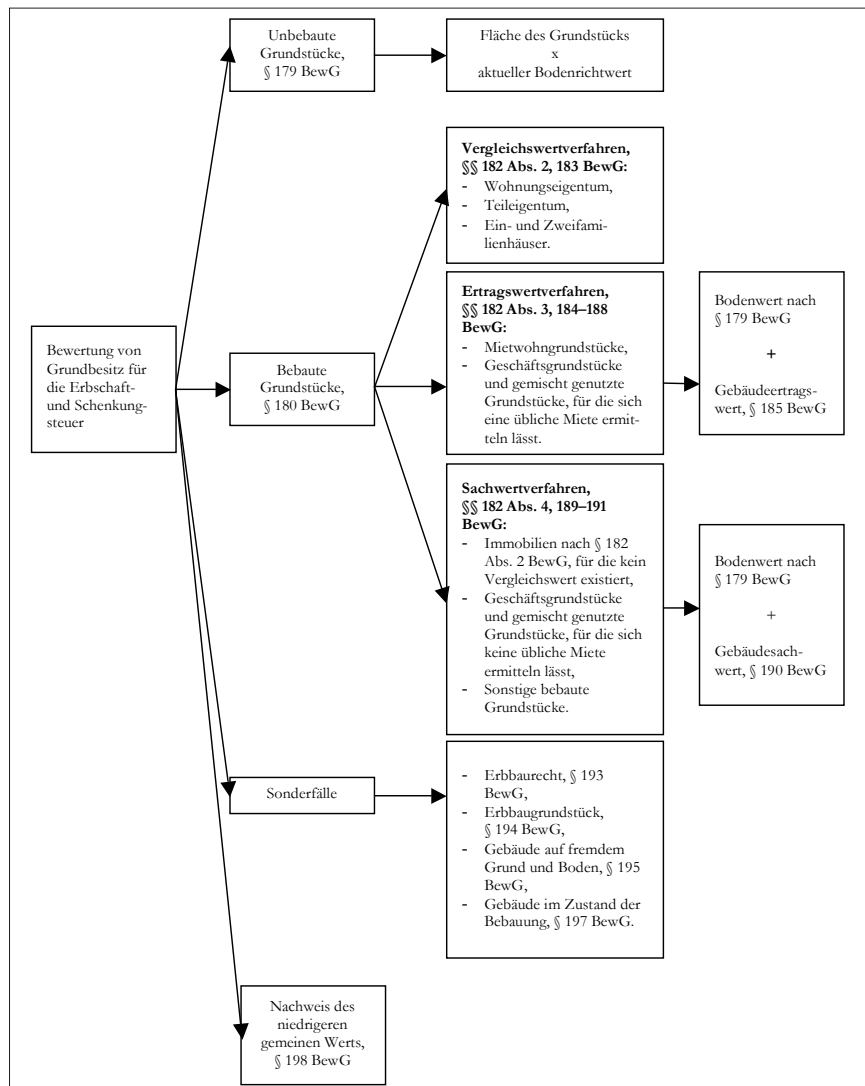 Unbebaute
Grundstücke,
§ 179 BewG
Fläche des Grundstücks
x
aktueller Bodenrichtwert
Vergleichswertverfahren,
§§ 182 Abs. 2, 183 BewG:
- Wohnungseigentum,
- Teileigentum,
- Ein- und Zweifami-
lienhäuser.
Bewertung von
Grundbesitz für
die Erbschaft-
und Schenkung-
steuer
Bebaute
Grundstücke,
§ 180 BewG
Ertragswertverfahren,
§§ 182 Abs. 3, 184–188
BewG:
- Mietwohngrundstücke,
- Geschäftsgrundstücke
und gemischt genutzte
Grundstücke, für die sich
eine übliche Miete ermit-
teln lässt.
Bodenwert nach
§ 179 BewG
+
Gebäudeertrags-
wert, § 185 BewG
Sachwertverfahren,
§§ 182 Abs. 4, 189–191
BewG:
- Immobilien nach § 182
Abs. 2 BewG, für die kein
Vergleichswert existiert,
- Geschäftsgrundstücke
und gemischt genutzte
Grundstücke, für die sich
keine übliche Miete
ermitteln lässt,
- Sonstige bebaute
Grundstücke.
Bodenwert nach
§ 179 BewG
+
Gebäudesach-
wert, § 190 BewG
Sonderfälle
- Erbbaurecht, § 193
BewG,
- Erbbaugrundstück,
§ 194 BewG,
- Gebäude auf fremdem
Grund und Boden, § 195
BewG,
- Gebäude im Zustand der
Bebauung, § 197 BewG.
Nachweis des
niedrigeren
gemeinen Werts,
§ 198 BewG